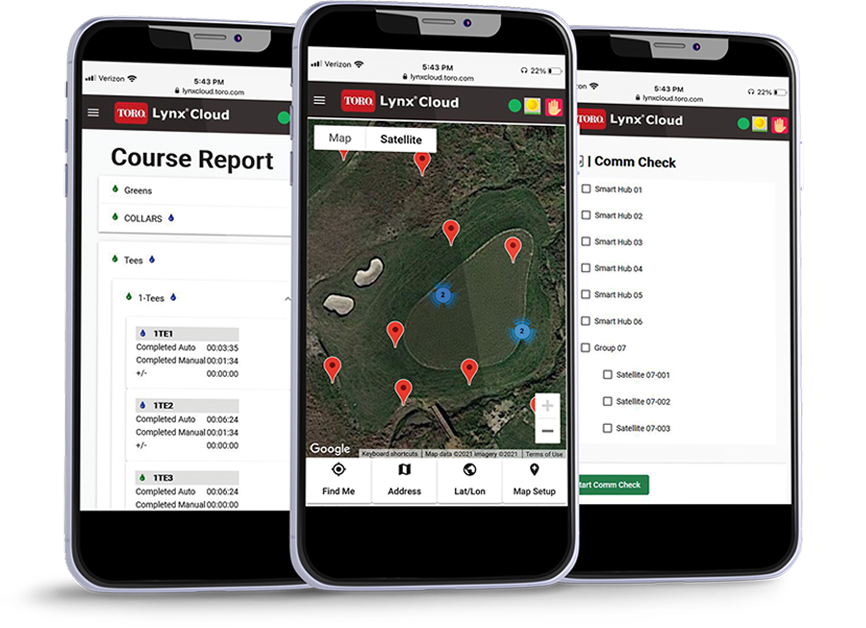 Verizon
5:43 PM
lynxcloud.toro.com
TORO Lynx® Cloud
Course Report
Greens
COLLARS
Tees
1-Tees
1TE1
Completed Auto 00:03:35
Completed Manual 00:01:34
+/- 00:00:00
1TE2
Completed Auto 00:06:24
Completed Manual 00:01:34
+/- 00:00:00
1TE3
Completed Auto 00:06:24
Completed Manual 00:00:00
Verizon
5:43 PM
22%
lynxcloud.toro.com
TORO Lynx® Cloud
Map
Satellite
2
2
+
−
Google
Keyboard shortcuts
Map data ©2021 Imagery ©2021
Terms of Use
Find Me
Address
Lat/Lon
Map Setup
on
5:43 PM
22%
lynxcloud.toro.com
TORO Lynx® Cloud
| Comm Check
Smart Hub 01
Smart Hub 02
Smart Hub 03
Smart Hub 04
Smart Hub 05
Smart Hub 06
Group 07
Satellite 07-001
Satellite 07-002
Satellite 07-003
tart Comm Check